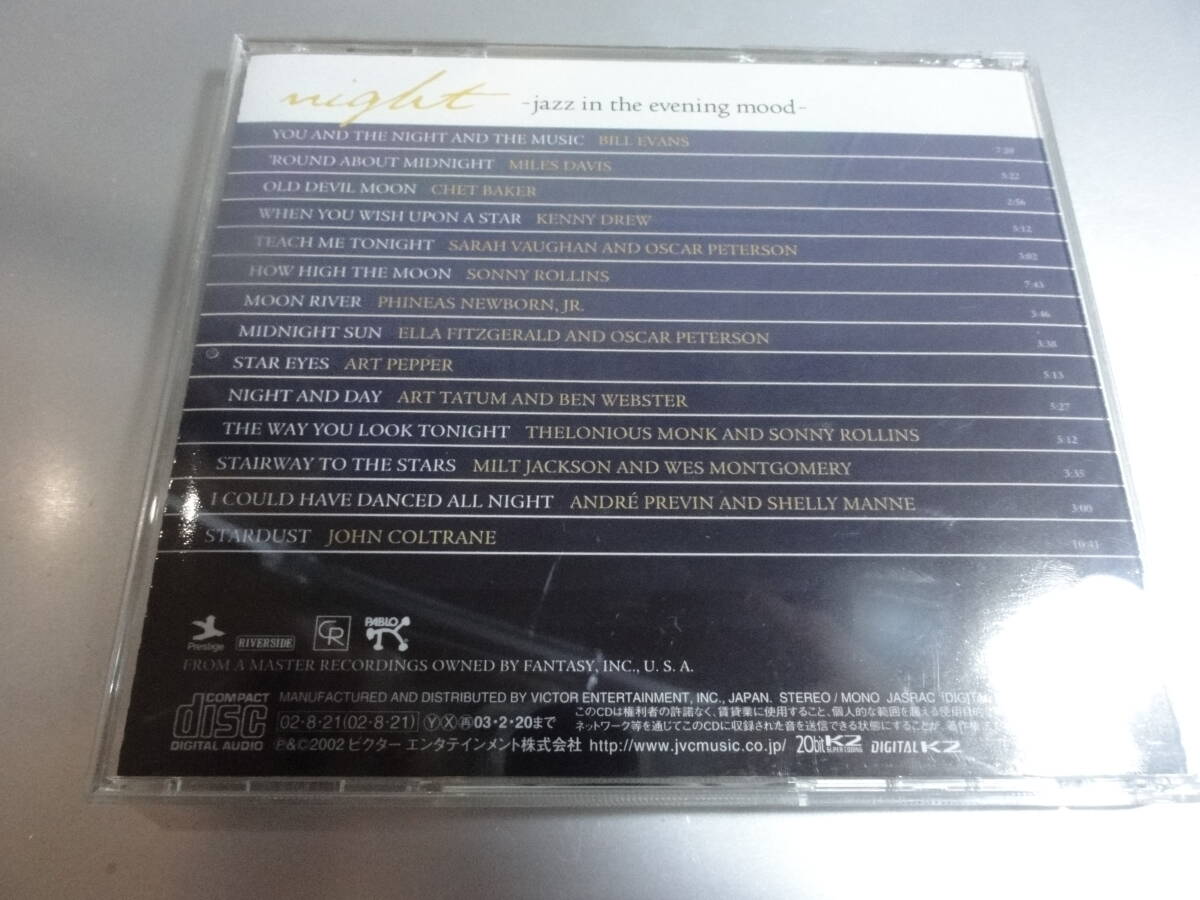 night -jazz in the evening mood-
YOU AND THE NIGHT AND THE MUSIC BILL EVANS 7:20
'ROUND ABOUT MIDNIGHT MILES DAVIS 5:22
OLD DEVIL MOON CHET BAKER 2:56
WHEN YOU WISH UPON A STAR KENNY DREW 5:12
TEACH ME TONIGHT SARAH VAUGHAN AND OSCAR PETERSON 3:02
HOW HIGH THE MOON SONNY ROLLINS 7:43
MOON RIVER PHINEAS NEWBORN, JR. 3:46
MIDNIGHT SUN ELLA FITZGERALD AND OSCAR PETERSON 3:38
STAR EYES ART PEPPER 5:13
NIGHT AND DAY ART TATUM AND BEN WEBSTER 5:27
THE WAY YOU LOOK TONIGHT THELONIOUS MONK AND SONNY ROLLINS 5:12
STAIRWAY TO THE STARS MILT JACKSON AND WES MONTGOMERY 3:35
I COULD HAVE DANCED ALL NIGHT ANDRÉ PREVIN AND SHELLY MANNE 3:00
STARDUST JOHN COLTRANE 10:41
Prestige RIVERSIDE CR PABLO
FROM A MASTER RECORDINGS OWNED BY FANTASY, INC., U. S. A.
COMPACT disc DIGITAL AUDIO
MANUFACTURED AND DISTRIBUTED BY VICTOR ENTERTAINMENT, INC., JAPAN. STEREO/MONO JASRAC
02・8・21(02・8・21) Ⓨ Ⓧ ㊄03・2・20まで
このCDは権利者の許諾なく、賃貸業に使用すること、個人的な範囲を越える使用目的
ネットワーク等を通じてこのCDに収録された音を送信できる状態にすることが、著作権
Ⓟ&©2002 ビクター エンタテインメント株式会社 http://www.jvcmusic.co.jp/ 20bit K2 SUPER CODING DIGITAL K2